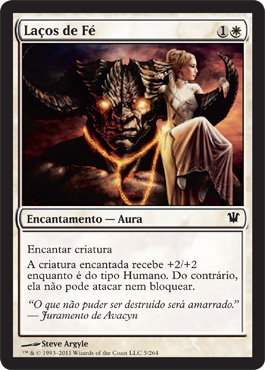 Laços de Fé 1
Encantamento — Aura
Encantar criatura
A criatura encantada recebe +2/+2
enquanto é do tipo Humano. Do contrário,
ela não pode atacar nem bloquear.
“O que não puder ser destruído será amarrado.”
— Juramento de Avacyn
Steve Argyle
™ & © 1993-2011 Wizards of the Coast LLC 5/264